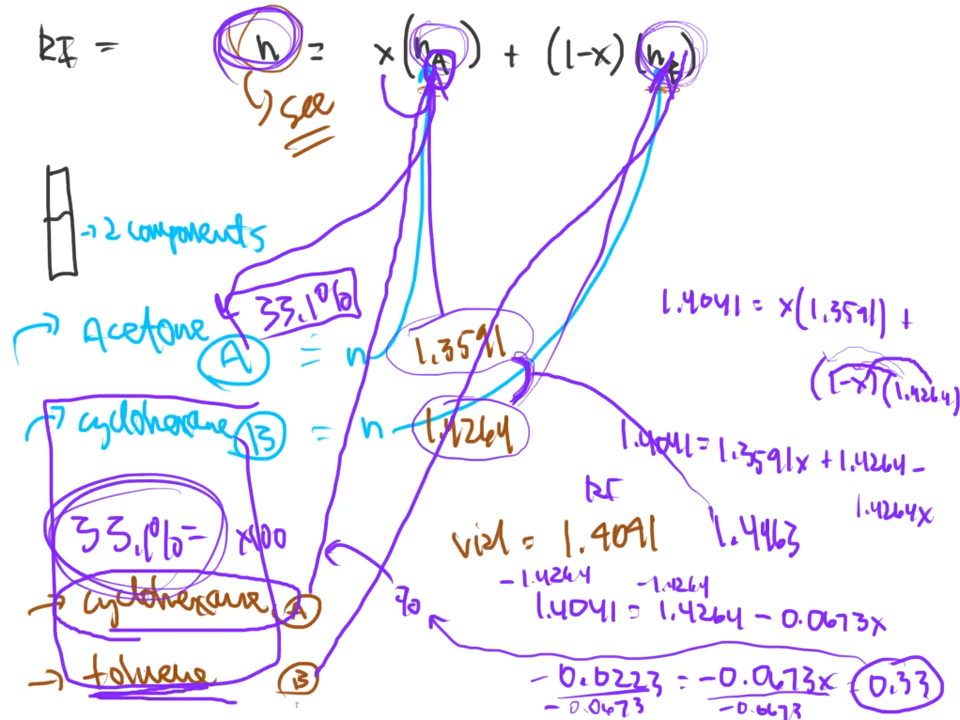 RI = n = x(nA) + (1-x)(nB)
→ see
→ 2 components
33.1%
→ Acetone A = n 1.3591
→ cyclohexane B = n 1.4264
1.4041 = x(1.3591) +
(1-x)(1.4264)
1.4041 = 1.3591x + 1.4264 -
1.4264x
33.1% = x100
RI
vial = 1.4041
1.4463
-1.4264 -1.4264
→ cyclohexane A
%
1.4041 = 1.4264 - 0.0673x
→ toluene B
-0.0223 = -0.0673x 0.33
-0.0673 -0.0673